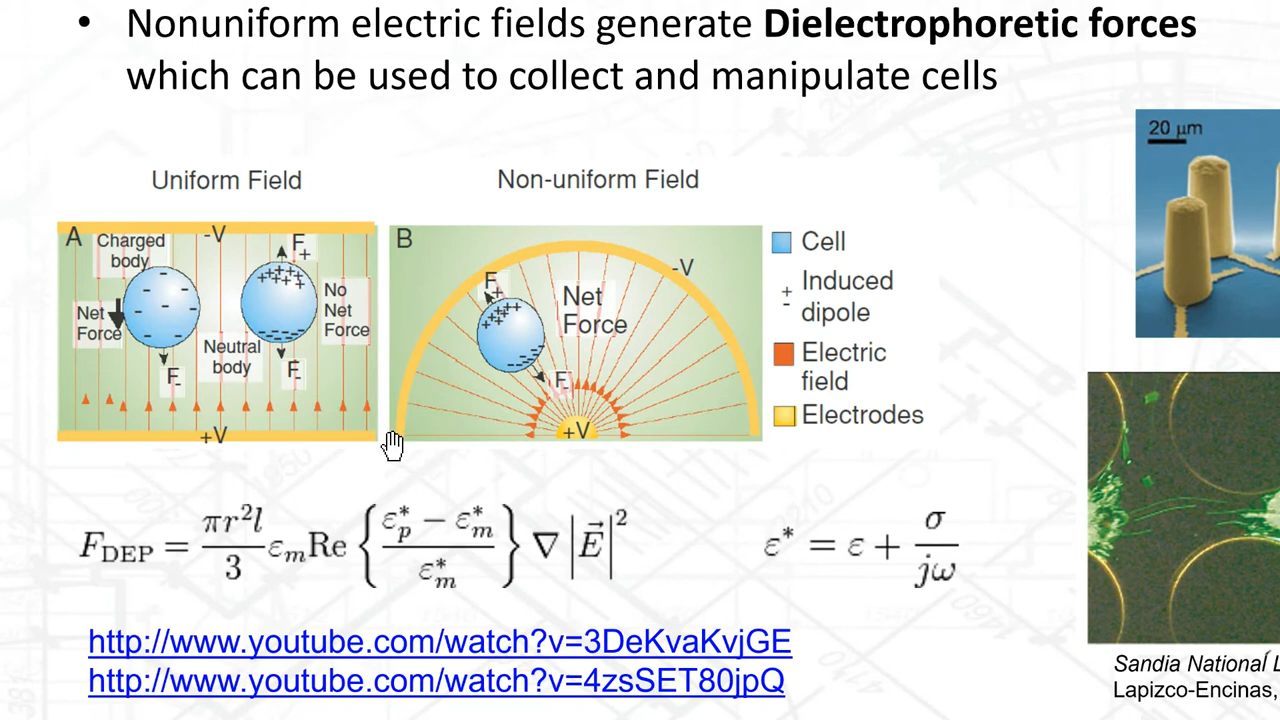 • Nonuniform electric fields generate Dielectrophoretic forces
which can be used to collect and manipulate cells
20 μm
Uniform Field
Non-uniform Field
A
Charged
body
-V
F+
Net
Force
No
Net
Force
Neutral
body
F-
F-
+V
B
-V
F+
Net
Force
F-
+V
Cell
+
-
Induced
dipole
Electric
field
Electrodes
F_DEP = πr²l/3 ε_m Re { (ε*_p − ε*_m) / ε*_m } ∇ |E⃗|²
ε* = ε + σ/jω
http://www.youtube.com/watch?v=3DeKvaKvjGE
http://www.youtube.com/watch?v=4zsSET80jpQ
Sandia National
Lapizco-Encinas,